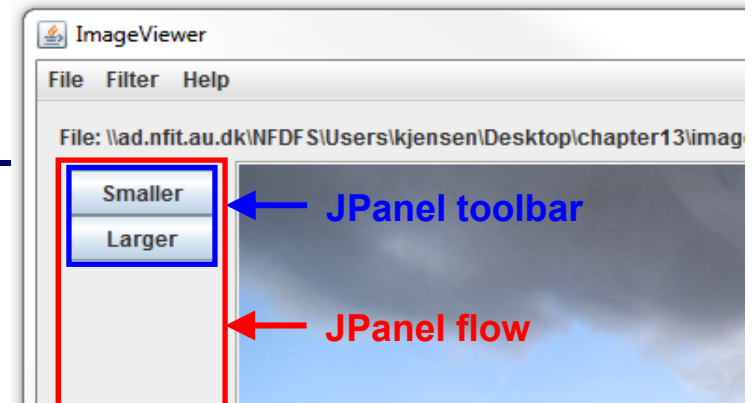 ImageViewer
File Filter Help
File: \\ad.nfit.au.dk\NFDFS\Users\kjensen\Desktop\chapter13\imag
Smaller
JPanel toolbar
Larger
JPanel flow